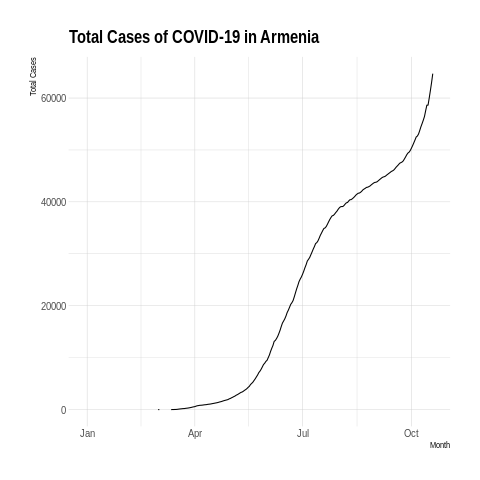 Total Cases of COVID-19 in Armenia
Total Cases
60000
40000
20000
0
Jan Apr Jul Oct
Month